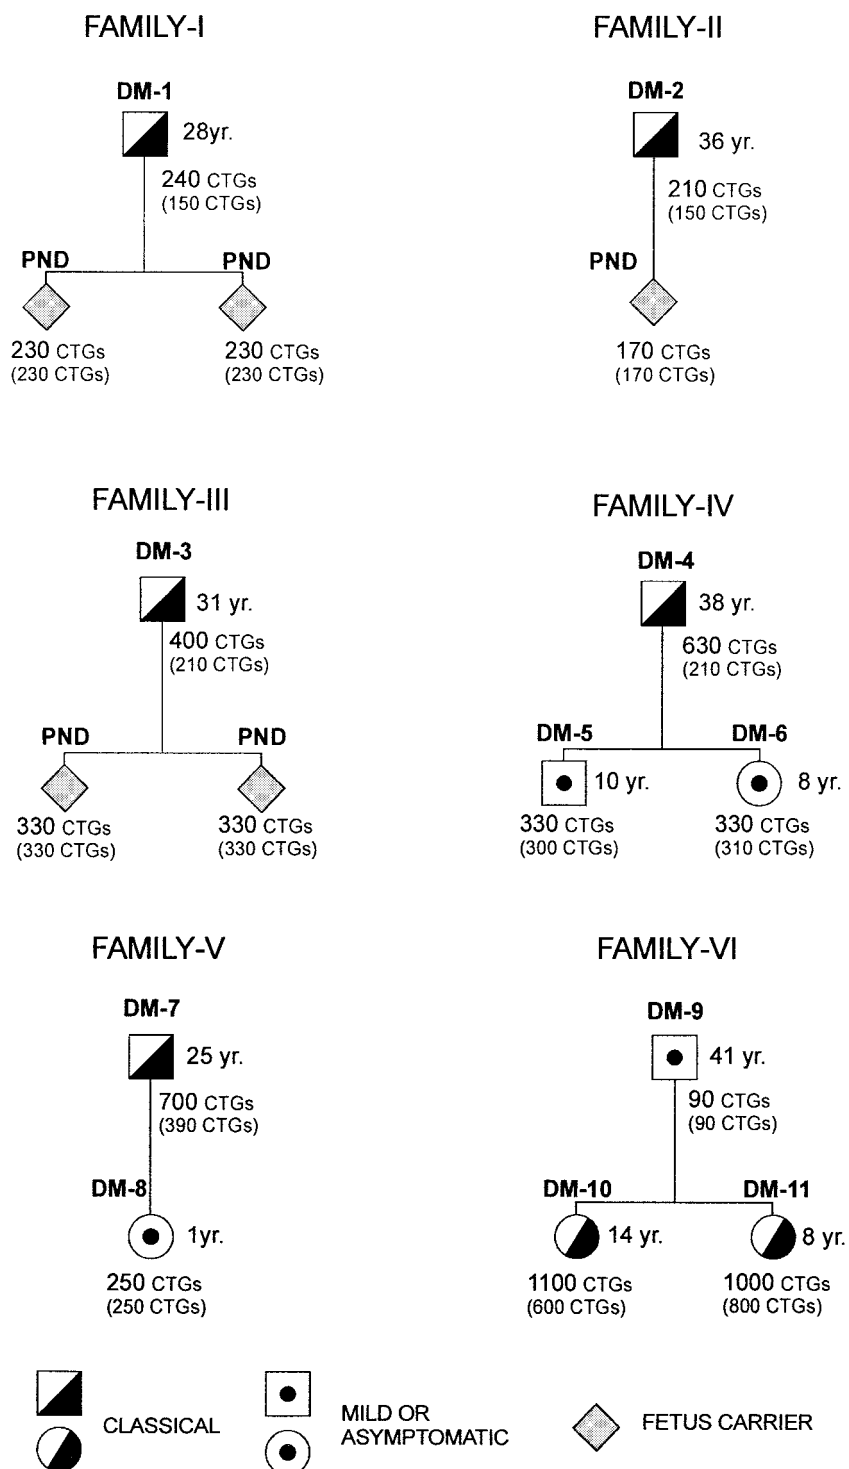 FAMILY-I
DM-1
28yr.
240 CTGs
(150 CTGs)
PND
PND
230 CTGs
(230 CTGs)
230 CTGs
(230 CTGs)
FAMILY-II
DM-2
36 yr.
210 CTGs
(150 CTGs)
PND
170 CTGs
(170 CTGs)
FAMILY-III
DM-3
31 yr.
400 CTGs
(210 CTGs)
PND
PND
330 CTGs
(330 CTGs)
330 CTGs
(330 CTGs)
FAMILY-IV
DM-4
38 yr.
630 CTGs
(210 CTGs)
DM-5
10 yr.
330 CTGs
(300 CTGs)
DM-6
8 yr.
330 CTGs
(310 CTGs)
FAMILY-V
DM-7
25 yr.
700 CTGs
(390 CTGs)
DM-8
1yr.
250 CTGs
(250 CTGs)
FAMILY-VI
DM-9
41 yr.
90 CTGs
(90 CTGs)
DM-10
14 yr.
1100 CTGs
(600 CTGs)
DM-11
8 yr.
1000 CTGs
(800 CTGs)
CLASSICAL
MILD OR
ASYMPTOMATIC
FETUS CARRIER